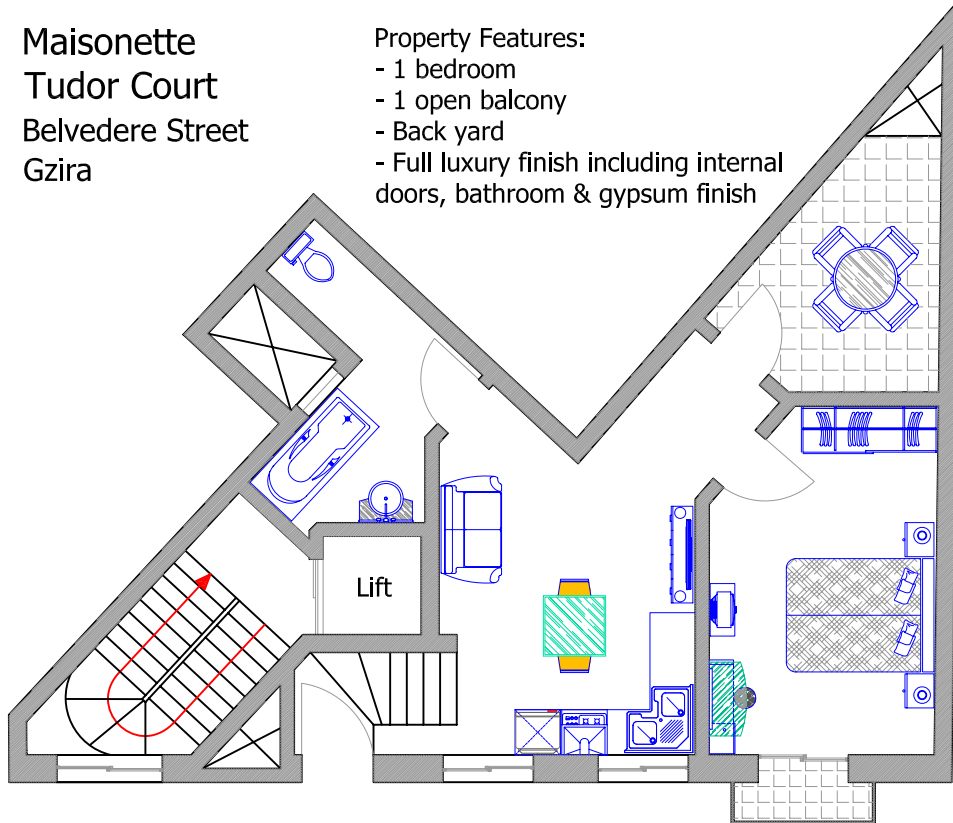 Maisonette
Tudor Court
Belvedere Street
Gzira
Property Features:
- 1 bedroom
- 1 open balcony
- Back yard
- Full luxury finish including internal
doors, bathroom & gypsum finish
Lift